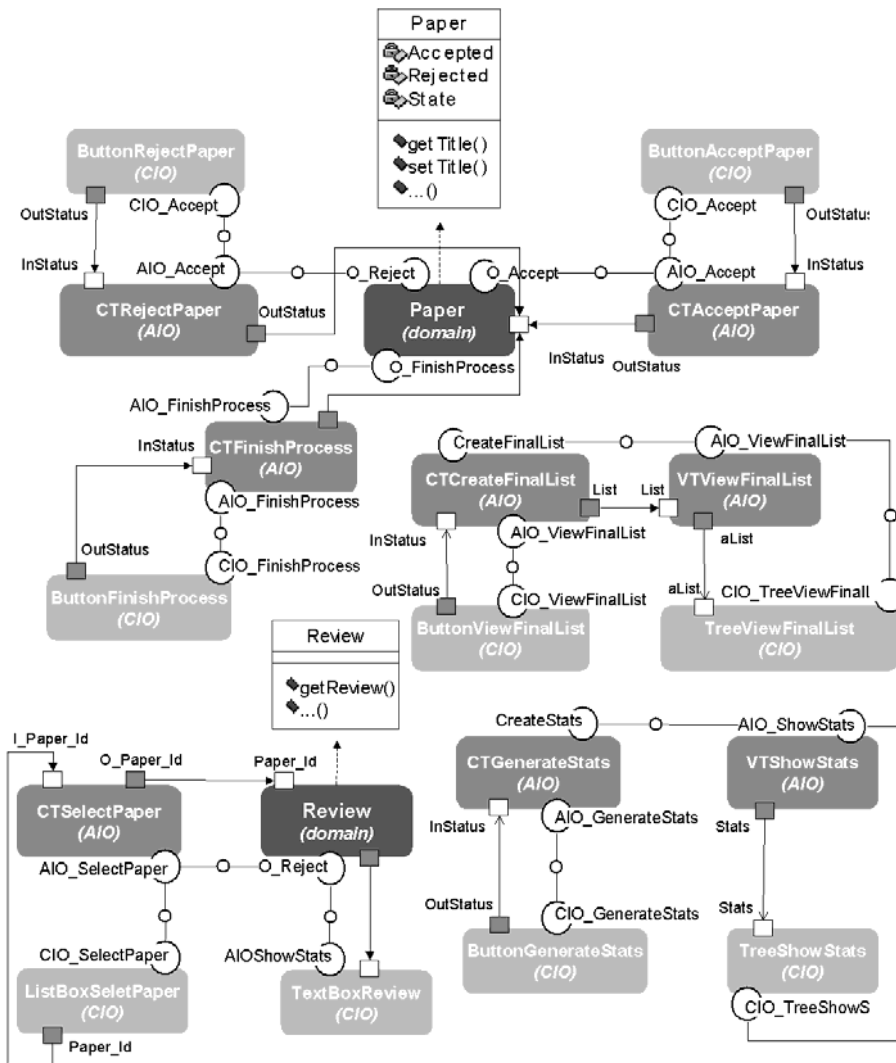 Paper
Accepted
Rejected
State
get Title()
set Title()
...()
ButtonRejectPaper
(CIO)
ButtonAcceptPaper
(CIO)
OutStatus
CIO_Accept
CIO_Accept
OutStatus
InStatus
AIO_Accept
O_Reject
O_Accept
AIO_Accept
InStatus
CTRejectPaper
(AIO)
OutStatus
Paper
(domain)
CTAcceptPaper
(AIO)
InStatus
OutStatus
O_FinishProcess
AIO_FinishProcess
InStatus
CTFinishProcess
(AIO)
AIO_FinishProcess
OutStatus
CIO_FinishProcess
ButtonFinishProcess
(CIO)
CreateFinalList
AIO_ViewFinalList
CTCreateFinalList
(AIO)
List
List
VTViewFinalList
(AIO)
InStatus
AIO_ViewFinalList
aList
OutStatus
CIO_ViewFinalList
aList
CIO_TreeViewFinall
ButtonViewFinalList
(CIO)
TreeViewFinalList
(CIO)
Review
getReview()
...()
I_Paper_Id
O_Paper_Id
Paper_Id
CTSelectPaper
(AIO)
Review
(domain)
AIO_SelectPaper
O_Reject
CIO_SelectPaper
AIOShowStats
ListBoxSeletPaper
(CIO)
TextBoxReview
(CIO)
Paper_Id
CreateStats
AIO_ShowStats
CTGenerateStats
(AIO)
VTShowStats
(AIO)
InStatus
AIO_GenerateStats
Stats
OutStatus
CIO_GenerateStats
Stats
ButtonGenerateStats
(CIO)
TreeShowStats
(CIO)
CIO_TreeShowS